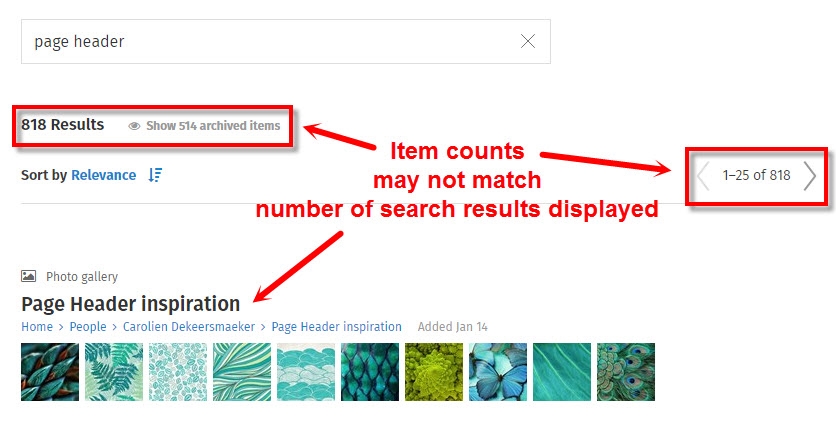 page header
818 Results Show 514 archived items
Item counts
may not match
number of search results displayed
Sort by Relevance
1–25 of 818
Photo gallery
Page Header inspiration
Home > People > Carolien Dekeersmaeker > Page Header inspiration Added Jan 14